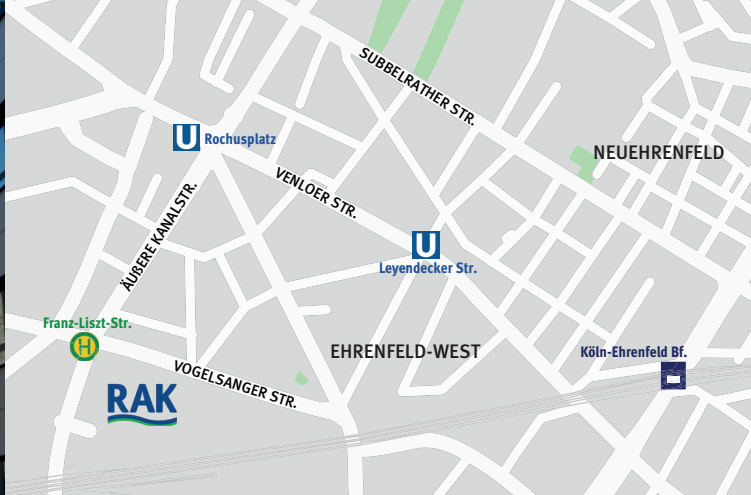 SUBBELRATHER STR.
U Rochusplatz
NEUEHRENFELD
VENLOER STR.
ÄUßERE KANALSTR.
U
Leyendecker Str.
Franz-Liszt-Str.
H
EHRENFELD-WEST
Köln-Ehrenfeld Bf.
VOGELSANGER STR.
RAK